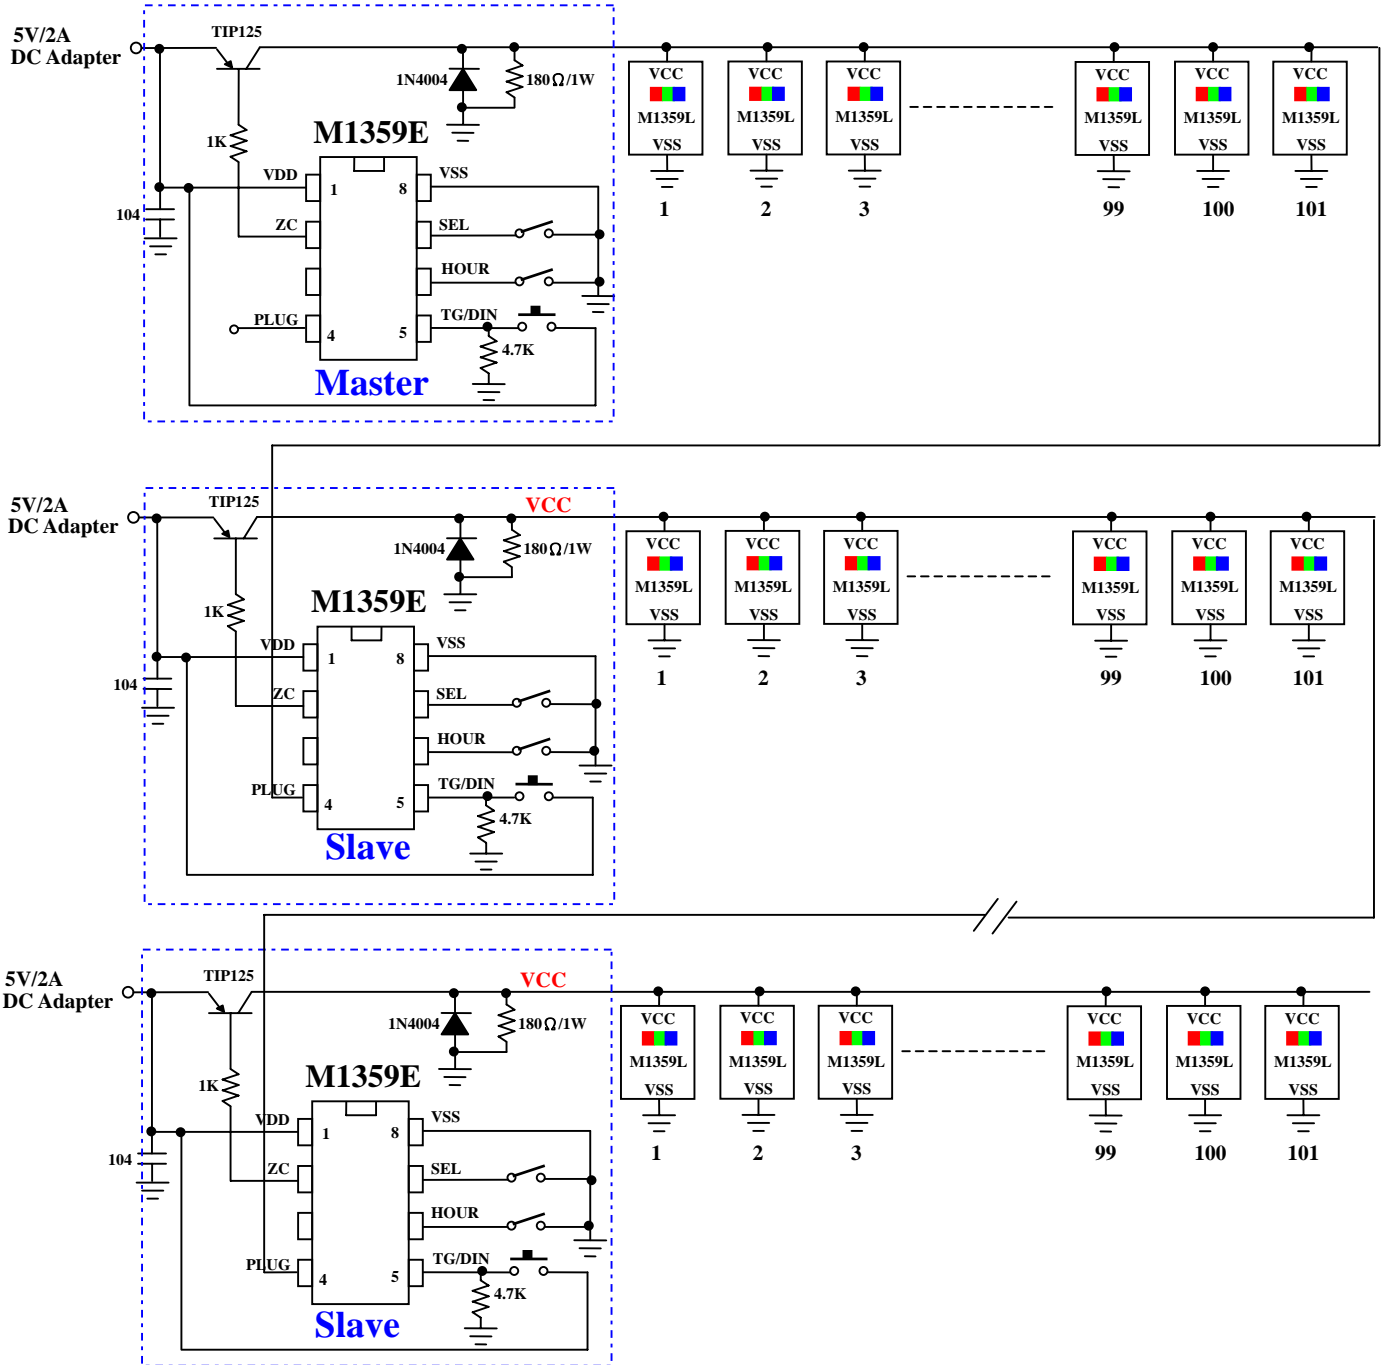 5V/2A
DC Adapter
TIP125
1N4004
180Ω/1W
1K
M1359E
VDD
1
8
VSS
104
ZC
SEL
HOUR
PLUG
4
5
TG/DIN
4.7K
Master
VCC
M1359L
VSS
1
VCC
M1359L
VSS
2
VCC
M1359L
VSS
3
VCC
M1359L
VSS
99
VCC
M1359L
VSS
100
VCC
M1359L
VSS
101
5V/2A
DC Adapter
TIP125
VCC
1N4004
180Ω/1W
1K
M1359E
VDD
1
8
VSS
104
ZC
SEL
HOUR
PLUG
4
5
TG/DIN
4.7K
Slave
VCC
M1359L
VSS
1
VCC
M1359L
VSS
2
VCC
M1359L
VSS
3
VCC
M1359L
VSS
99
VCC
M1359L
VSS
100
VCC
M1359L
VSS
101
5V/2A
DC Adapter
TIP125
VCC
1N4004
180Ω/1W
1K
M1359E
VDD
1
8
VSS
104
ZC
SEL
HOUR
PLUG
4
5
TG/DIN
4.7K
Slave
VCC
M1359L
VSS
1
VCC
M1359L
VSS
2
VCC
M1359L
VSS
3
VCC
M1359L
VSS
99
VCC
M1359L
VSS
100
VCC
M1359L
VSS
101